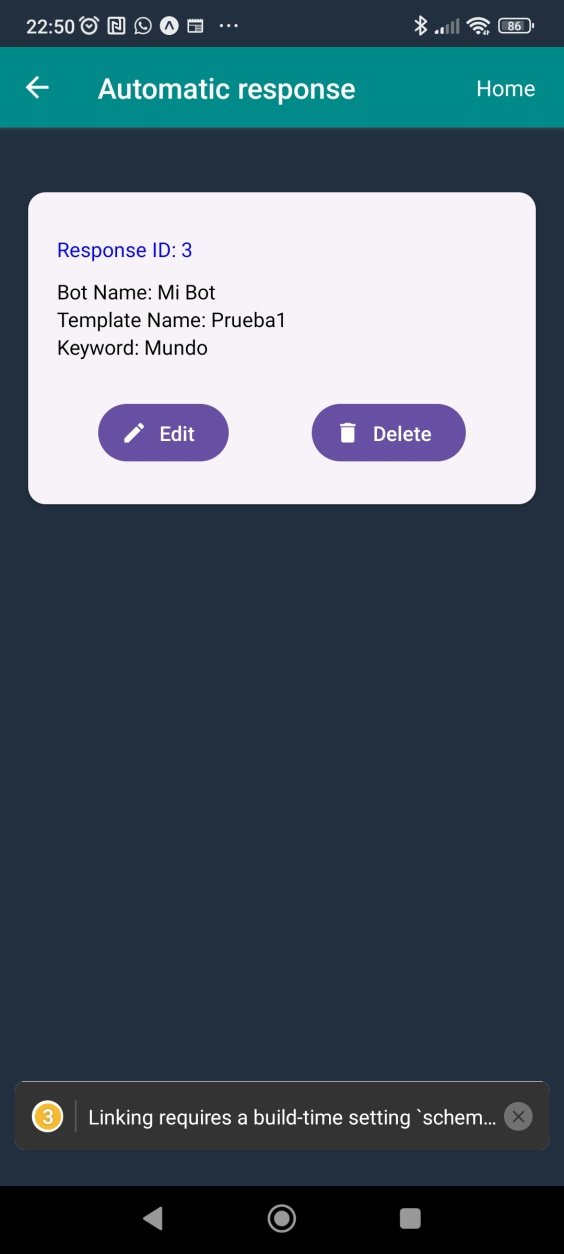 22:50 ... 86
Automatic response Home
Response ID: 3
Bot Name: Mi Bot
Template Name: Prueba1
Keyword: Mundo
Edit Delete
3 Linking requires a build-time setting `schem...